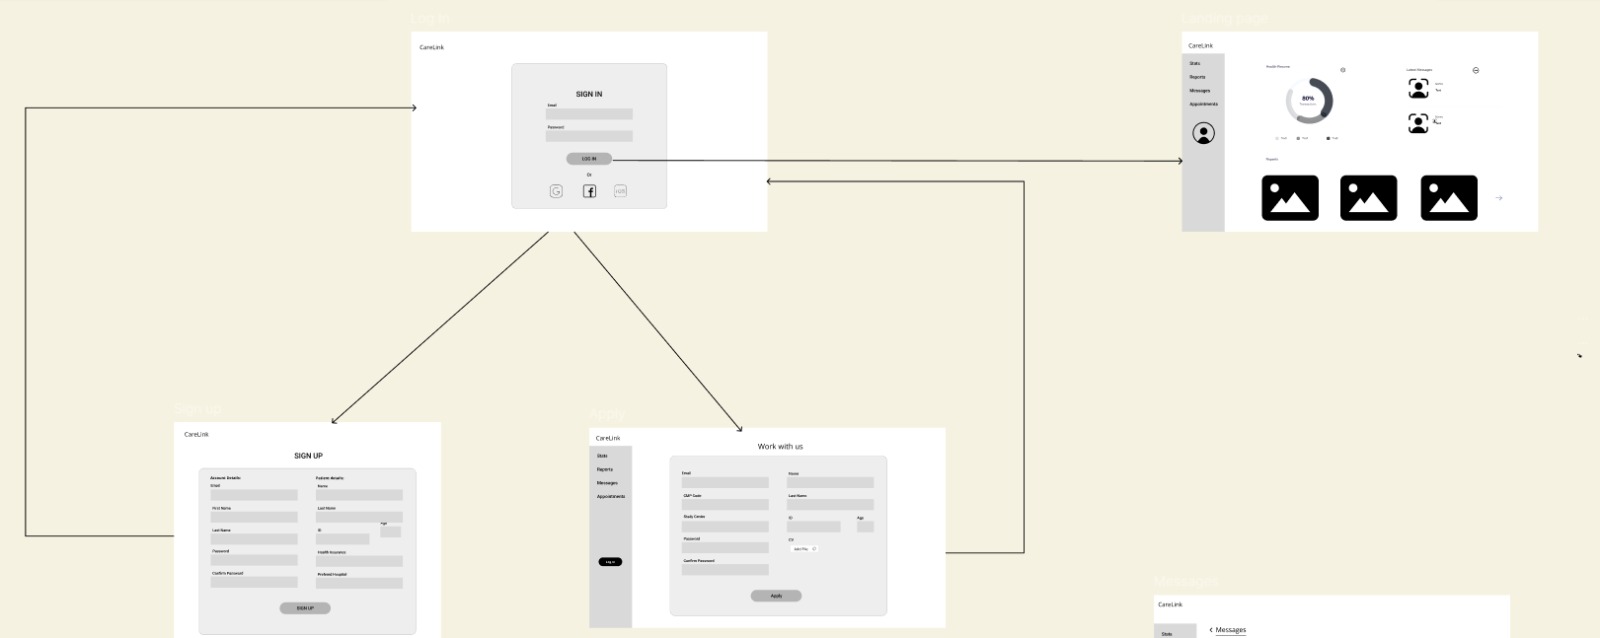 Log in
CareLink
SIGN IN
Email
Password
LOG IN
Or
G
f
Landing page
CareLink
Stats
Reports
Messages
Appointments
80%
Sign up
CareLink
SIGN UP
Account Details:
Email
First Name
Last Name
Password
Confirm Password
Patient details:
Name
Last Name
ID
Age
Health Insurance
Prefered Hospital
SIGN UP
Apply
CareLink
Stats
Reports
Messages
Appointments
Log in
Work with us
Email
CMP Code
Study Center
Password
Confirm Password
Name
Last Name
ID
Age
CV
Apply
Messages
CareLink
Stats
‹ Messages